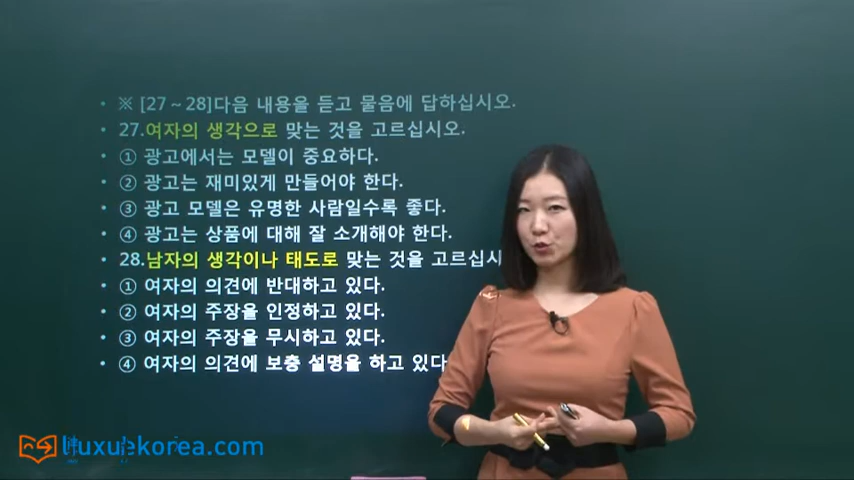 ※ [27～28]다음 내용을 듣고 물음에 답하십시오.
27.여자의 생각으로 맞는 것을 고르십시오.
① 광고에서는 모델이 중요하다.
② 광고는 재미있게 만들어야 한다.
③ 광고 모델은 유명한 사람일수록 좋다.
④ 광고는 상품에 대해 잘 소개해야 한다.
28.남자의 생각이나 태도로 맞는 것을 고르십시
① 여자의 의견에 반대하고 있다.
② 여자의 주장을 인정하고 있다.
③ 여자의 주장을 무시하고 있다.
④ 여자의 의견에 보충 설명을 하고 있다
liuxuekorea.com